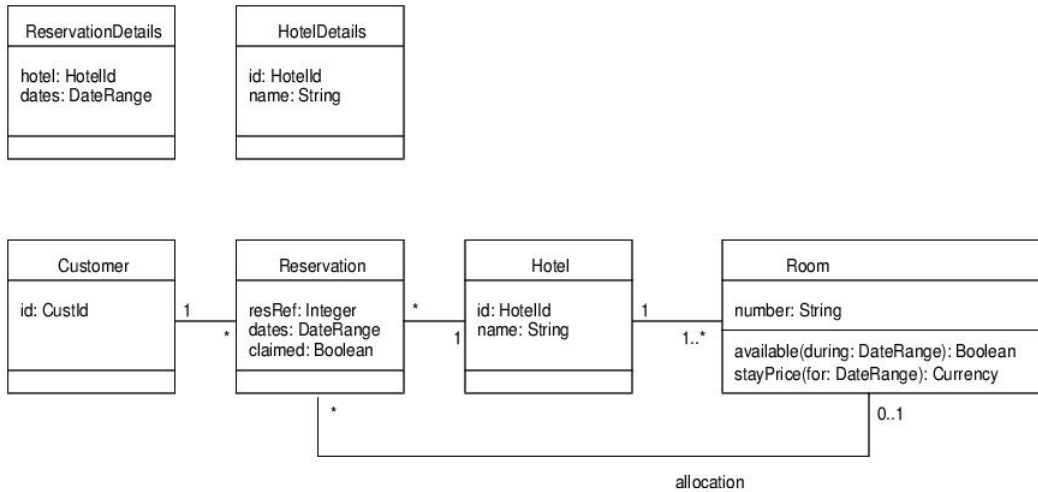 ReservationDetails
hotel: HotelId
dates: DateRange
HotelDetails
id: HotelId
name: String
Customer
id: CustId
1
*
Reservation
resRef: Integer
dates: DateRange
claimed: Boolean
*
1
Hotel
id: HotelId
name: String
1
1..*
Room
number: String
available(during: DateRange): Boolean
stayPrice(for: DateRange): Currency
*
0..1
allocation